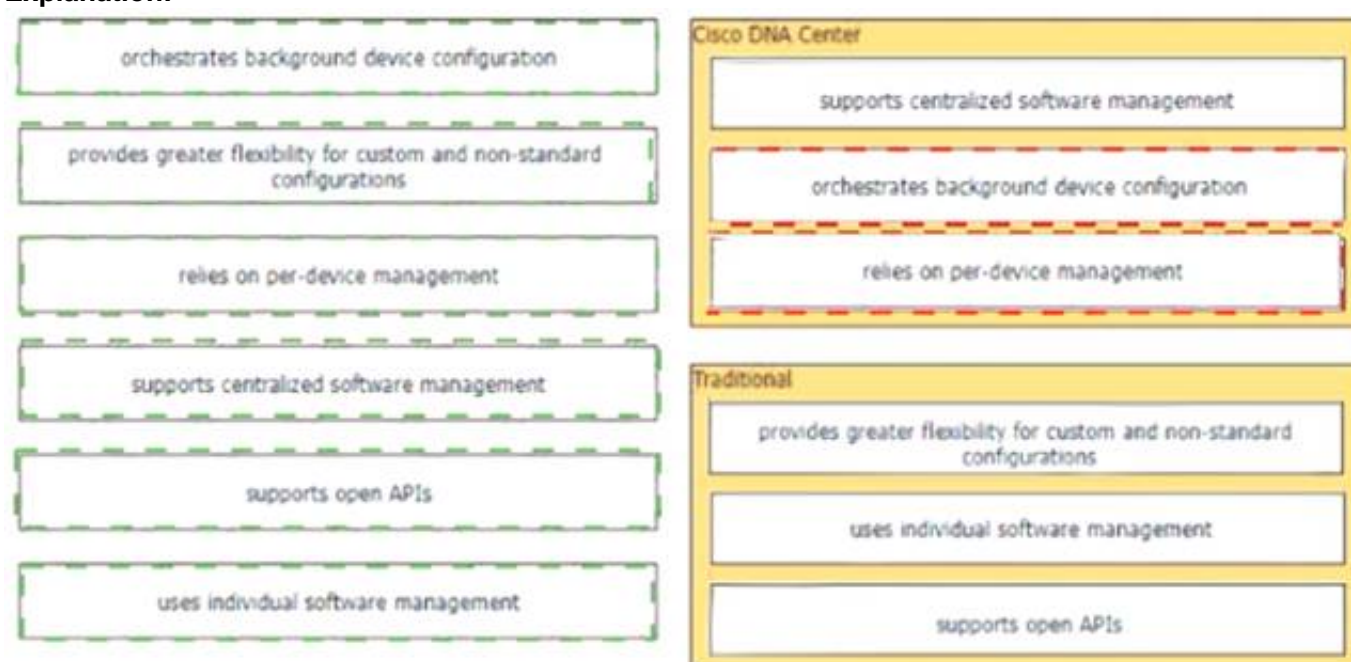 Explanation:
orchestrates background device configuration
provides greater flexibility for custom and non-standard
configurations
relies on per-device management
supports centralized software management
supports open APIs
uses individual software management
Cisco DNA Center
supports centralized software management
orchestrates background device configuration
relies on per-device management
Traditional
provides greater flexibility for custom and non-standard
configurations
uses individual software management
supports open APIs